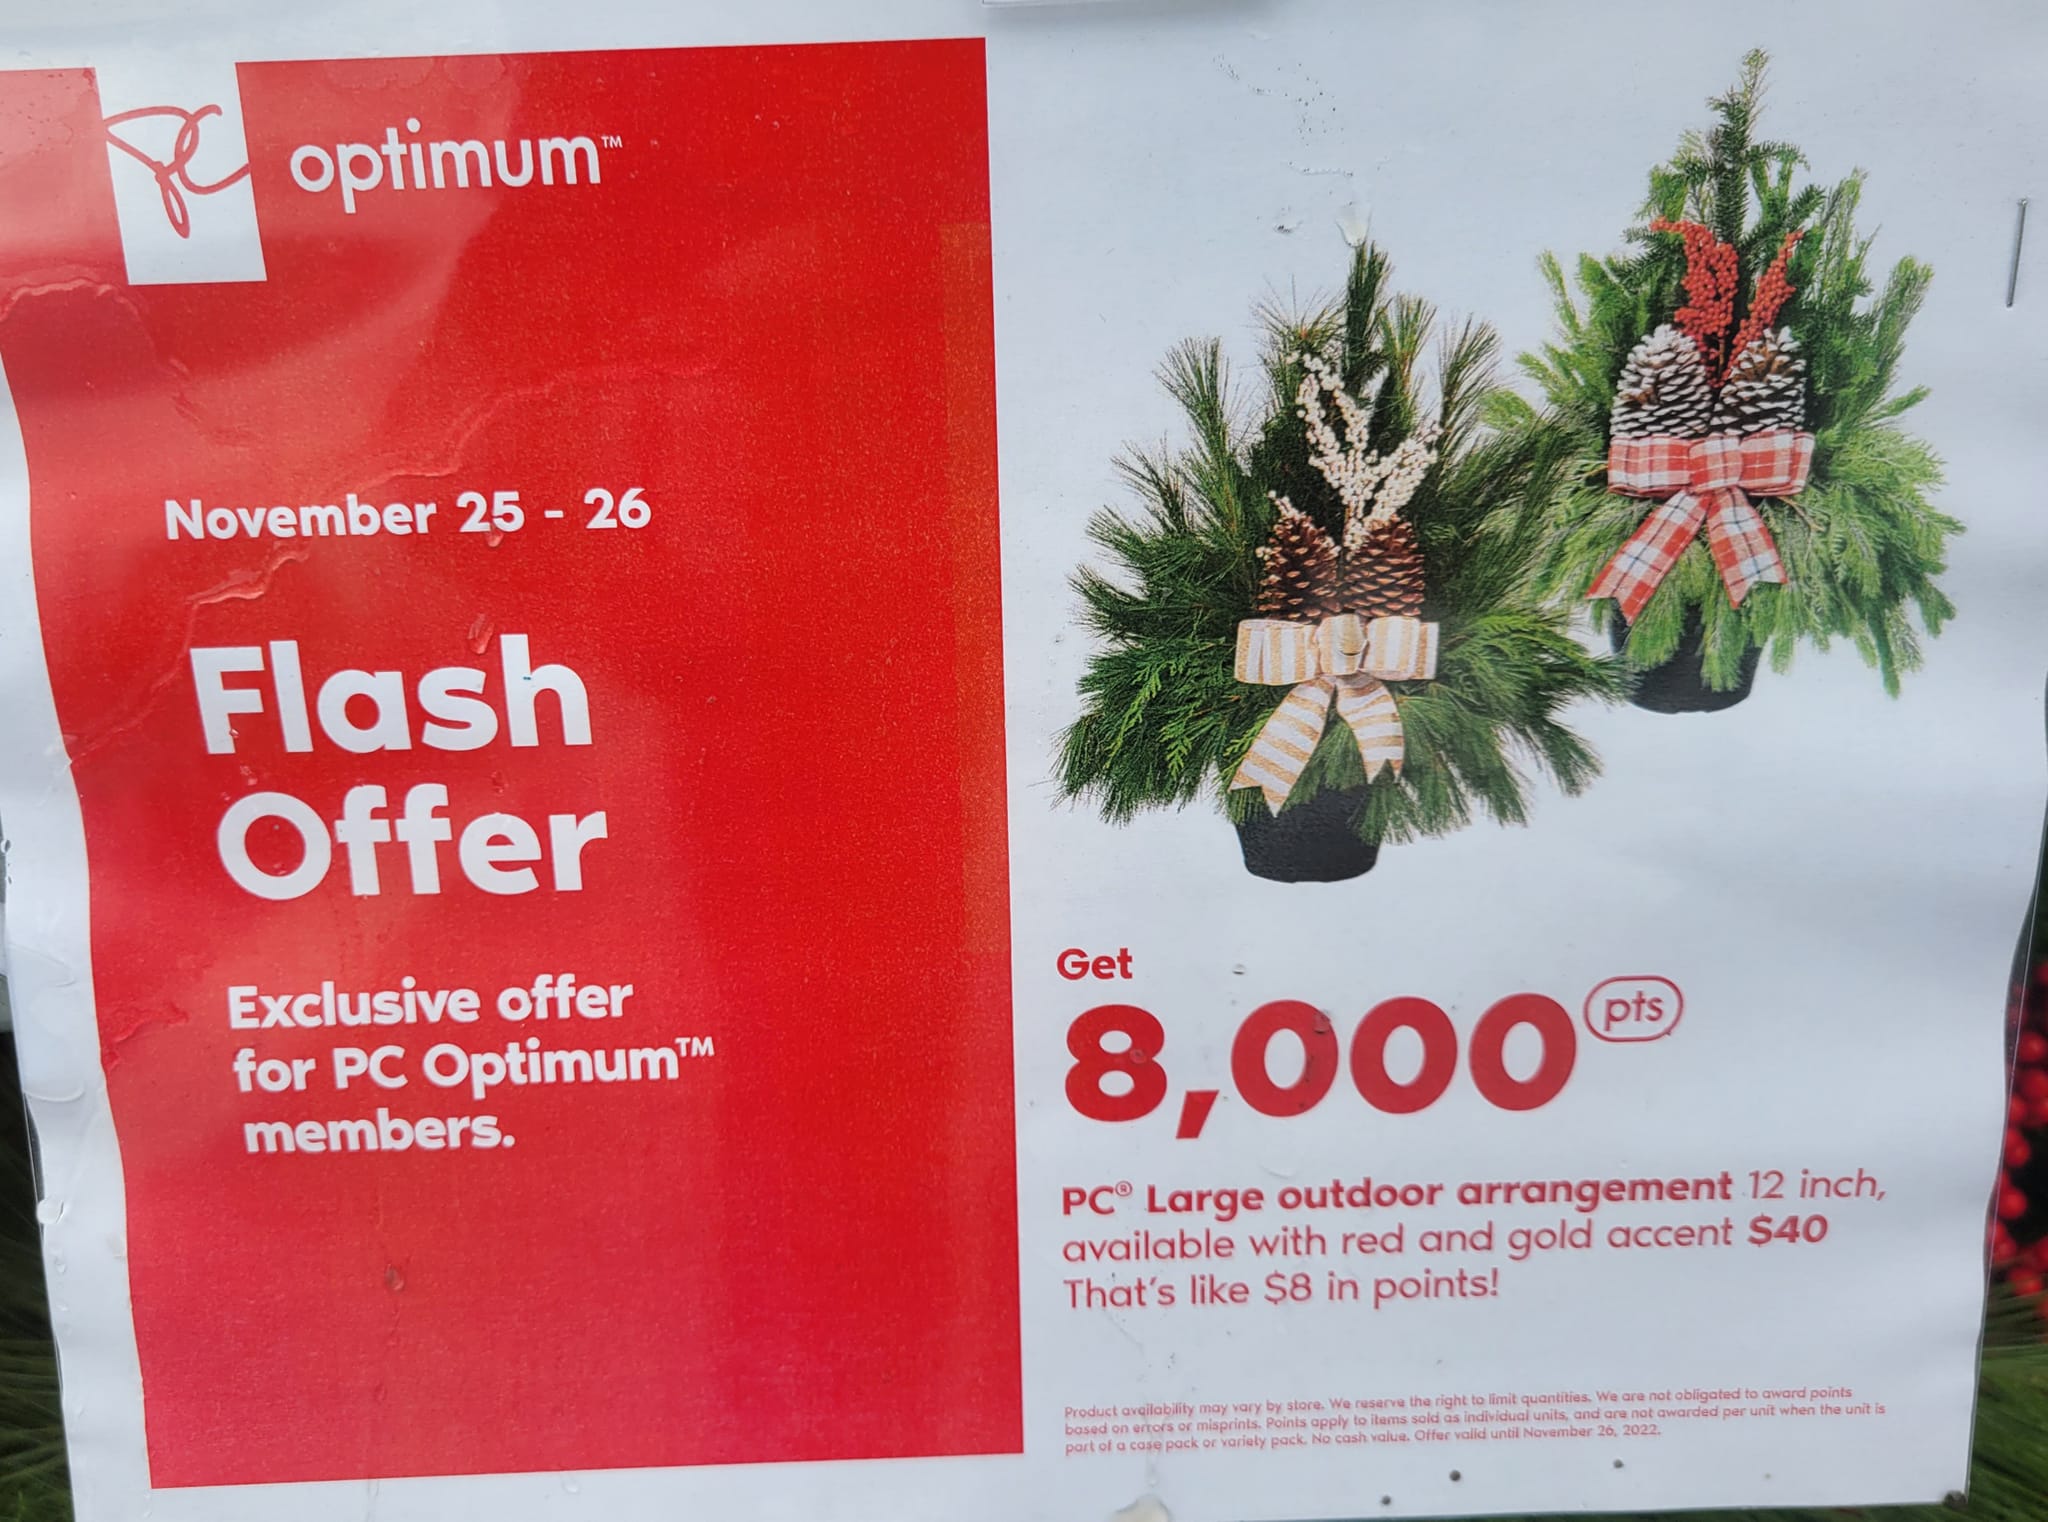 PC optimum™
November 25 - 26
Flash
Offer
Exclusive offer
for PC Optimum™
members.
Get
8,000 pts
PC® Large outdoor arrangement 12 inch,
available with red and gold accent $40
That's like $8 in points!
Product availability may vary by store. We reserve the right to limit quantities. We are not obligated to award points
based on errors or misprints. Points apply to items sold as individual units, and are not awarded per unit when the unit is
part of a case pack or variety pack. No cash value. Offer valid until November 26, 2022.